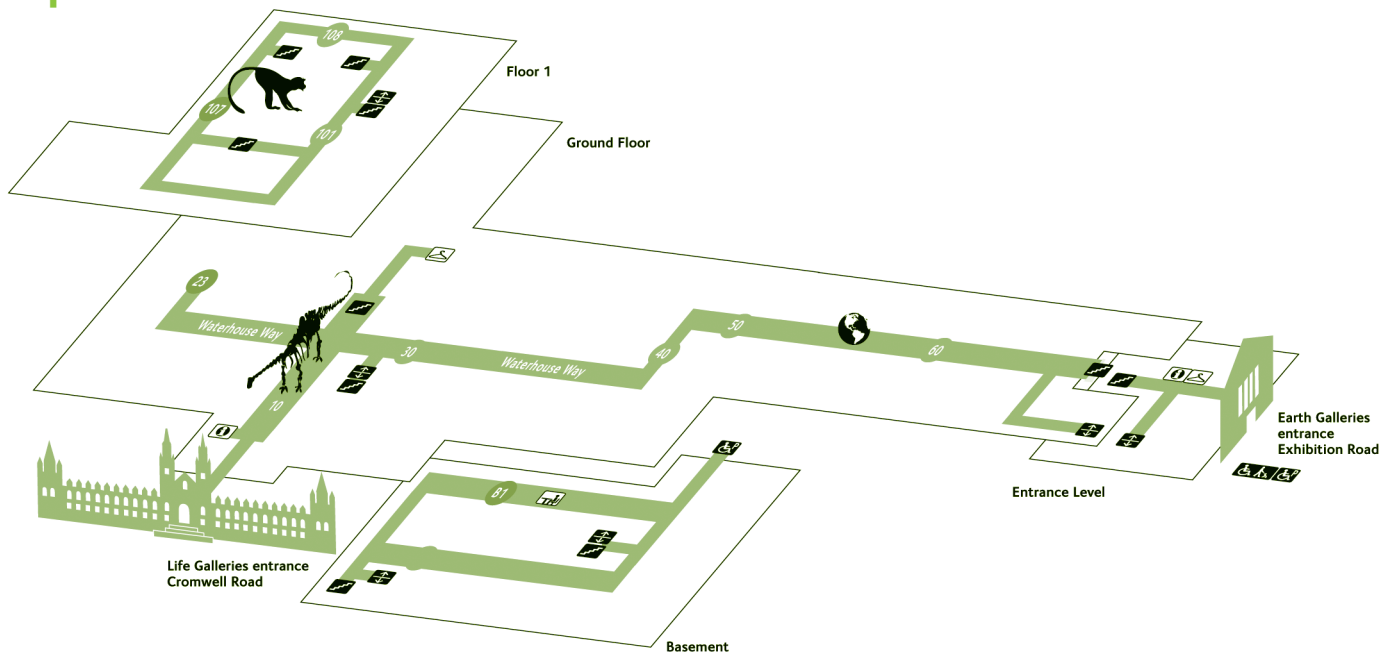 108
Floor 1
107
101
Ground Floor
23
Waterhouse Way
30
Waterhouse Way
40
50
60
10
Earth Galleries
entrance
Exhibition Road
B1
Entrance Level
Life Galleries entrance
Cromwell Road
Basement